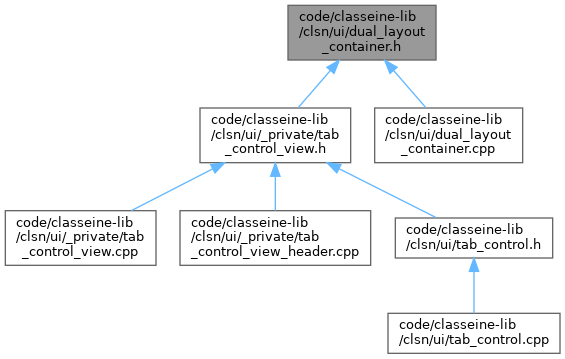 code/classeine-lib
/clsn/ui/dual_layout
_container.h
code/classeine-lib
/clsn/ui/_private/tab
_control_view.h
code/classeine-lib
/clsn/ui/dual_layout
_container.cpp
code/classeine-lib
/clsn/ui/_private/tab
_control_view.cpp
code/classeine-lib
/clsn/ui/_private/tab
_control_view_header.cpp
code/classeine-lib
/clsn/ui/tab_control.h
code/classeine-lib
/clsn/ui/tab_control.cpp